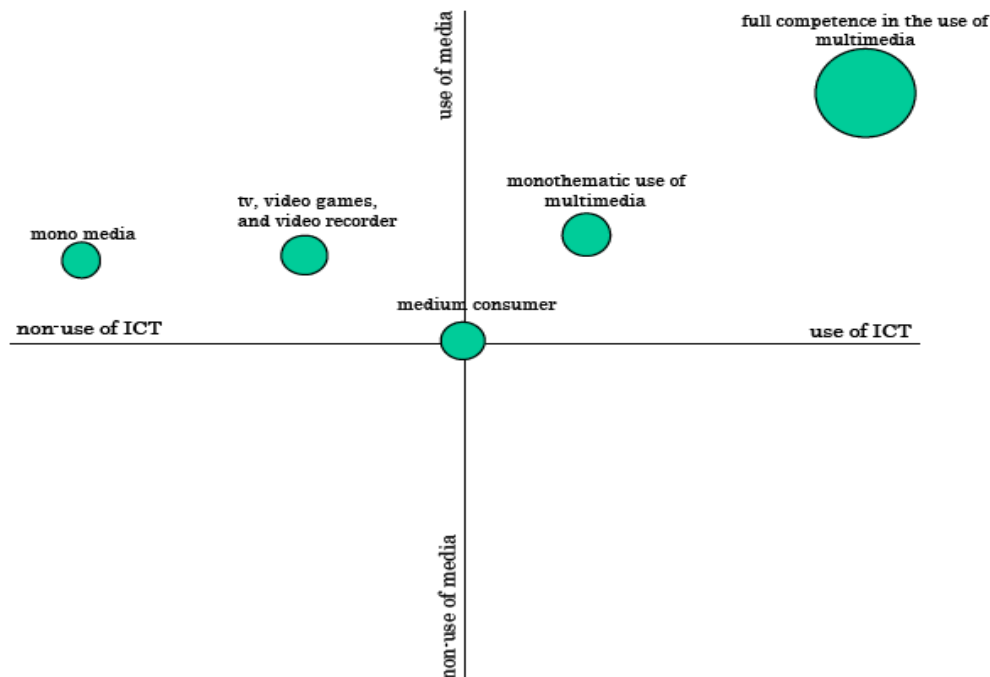 full competence in the use of
multimedia
use of media
monothematic use of
multimedia
tv, video games,
and video recorder
mono media
medium consumer
non-use of ICT
use of ICT
non-use of media